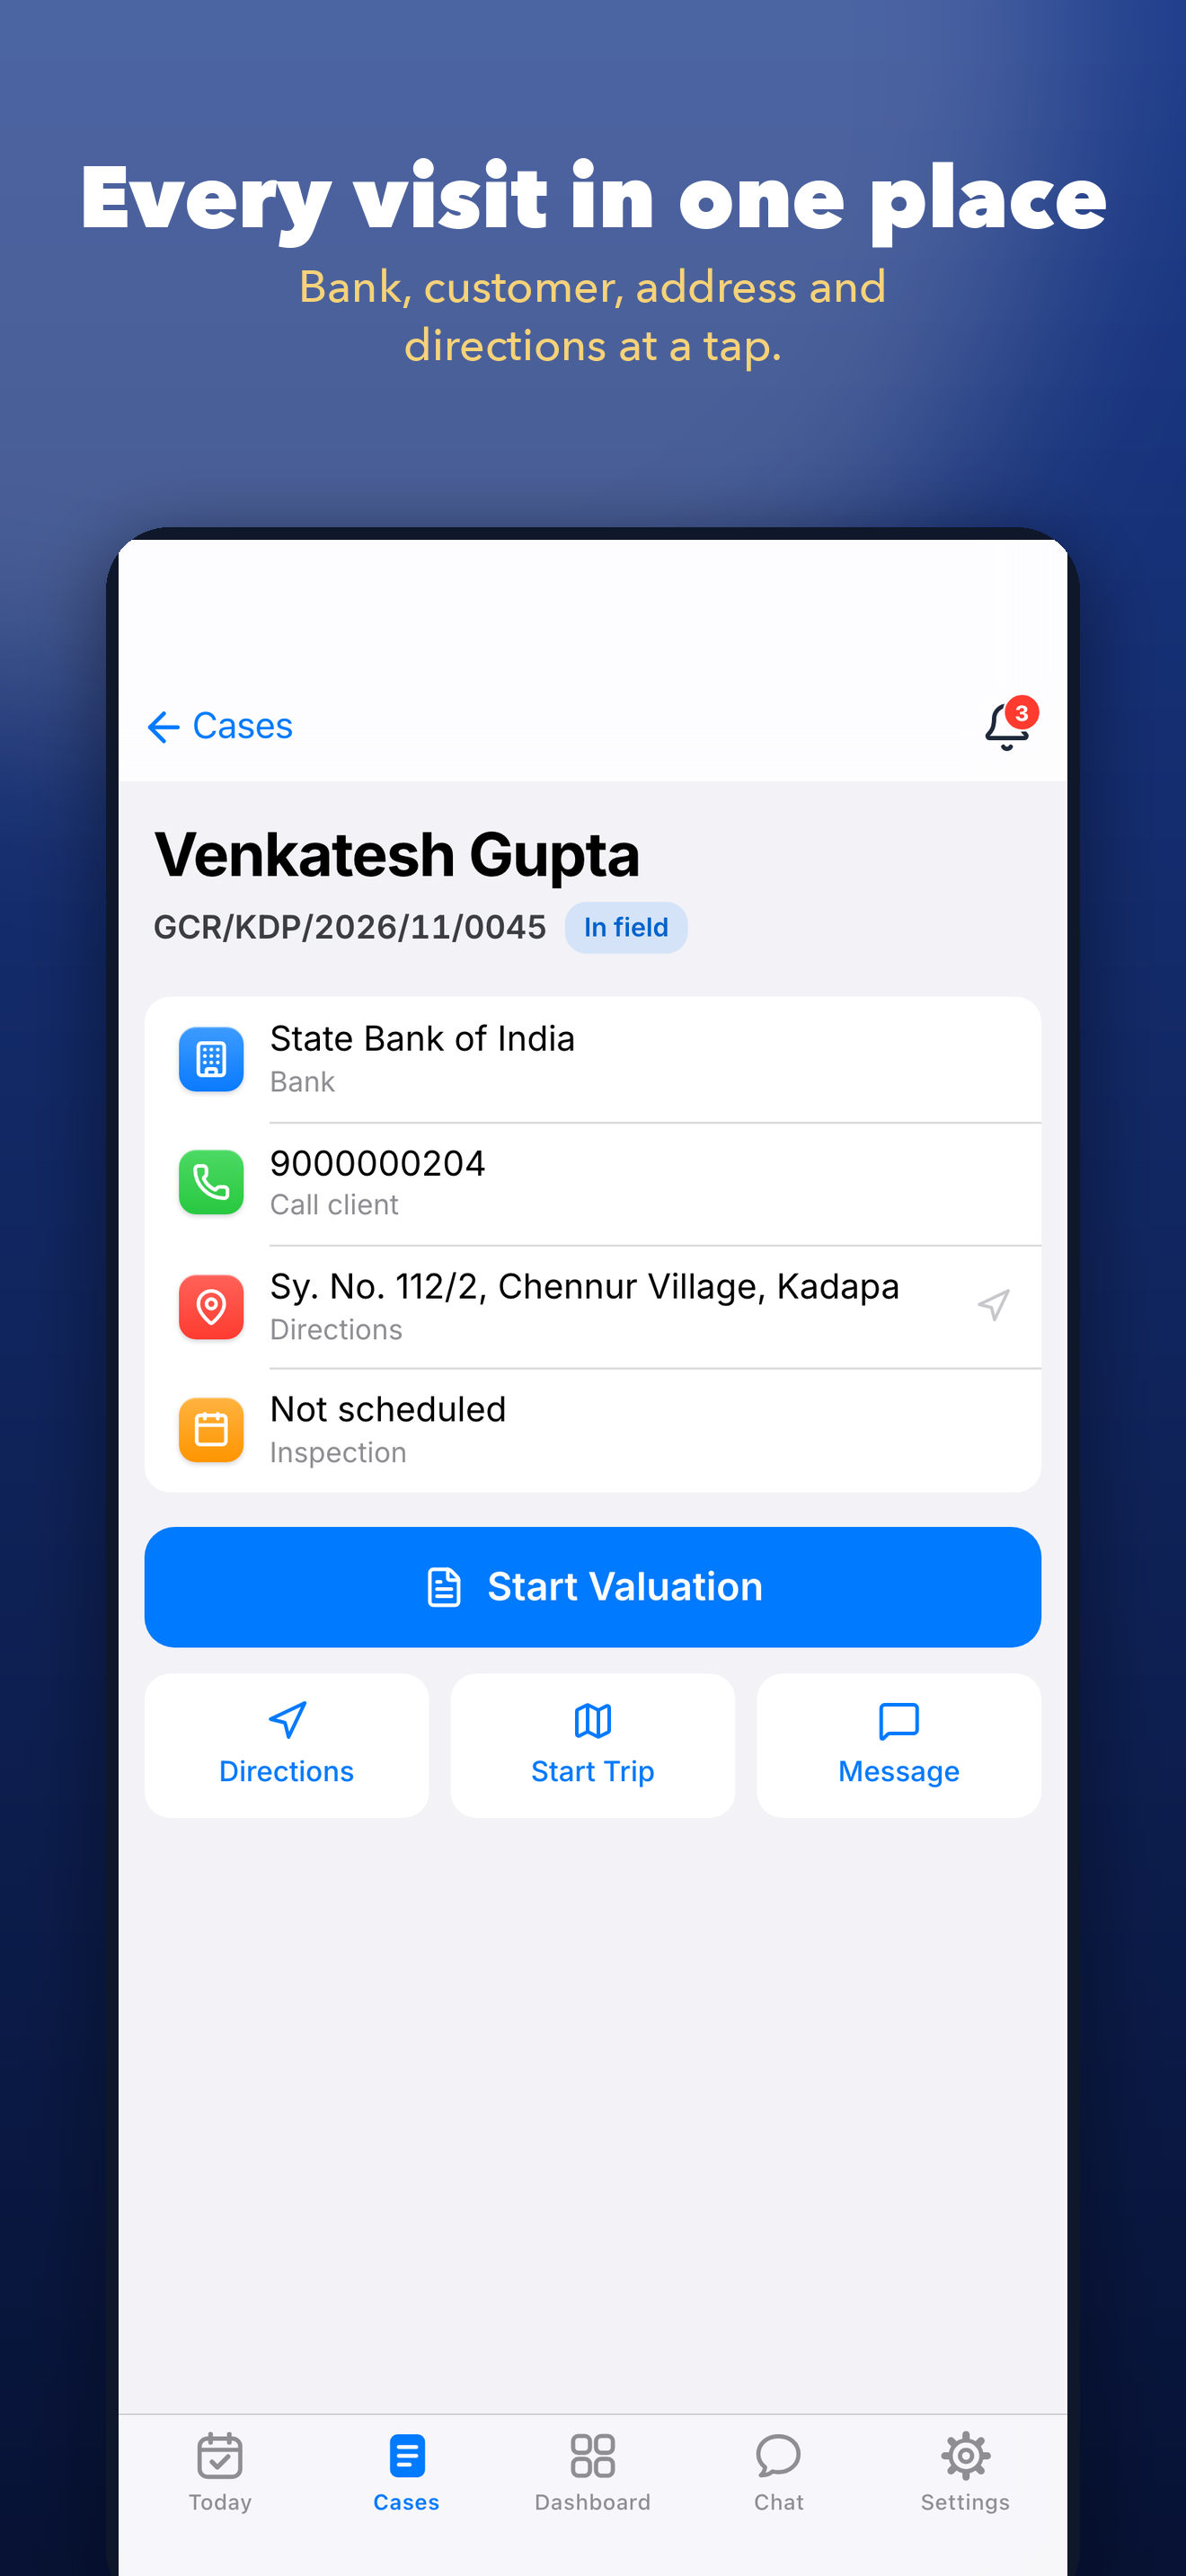 Every visit in one place
Bank, customer, address and
directions at a tap.
Cases
3
Venkatesh Gupta
GCR/KDP/2026/11/0045
In field
State Bank of India
Bank
9000000204
Call client
Sy. No. 112/2, Chennur Village, Kadapa
Directions
Not scheduled
Inspection
Start Valuation
Directions
Start Trip
Message
Today
Cases
Dashboard
Chat
Settings